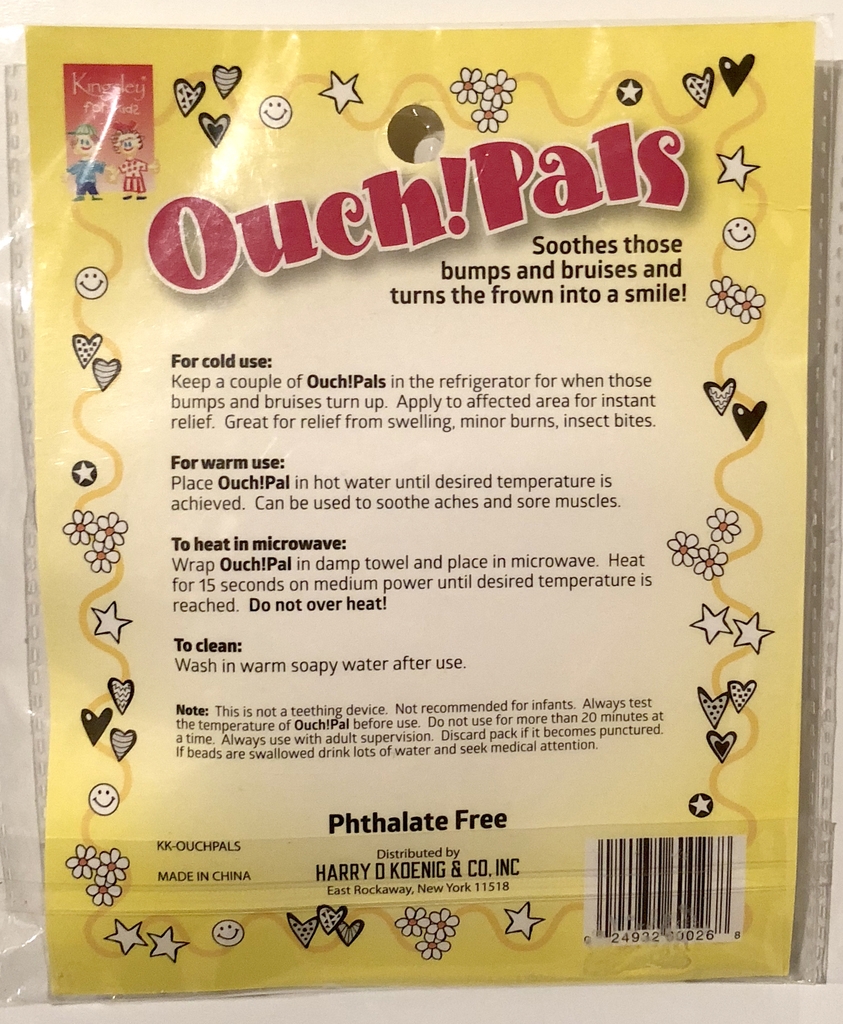 Kingsley
for kidz
Ouch!Pals
Soothes those
bumps and bruises and
turns the frown into a smile!
For cold use:
Keep a couple of Ouch!Pals in the refrigerator for when those
bumps and bruises turn up. Apply to affected area for instant
relief. Great for relief from swelling, minor burns, insect bites.
For warm use:
Place Ouch!Pal in hot water until desired temperature is
achieved. Can be used to soothe aches and sore muscles.
To heat in microwave:
Wrap Ouch!Pal in damp towel and place in microwave. Heat
for 15 seconds on medium power until desired temperature is
reached. Do not over heat!
To clean:
Wash in warm soapy water after use.
Note: This is not a teething device. Not recommended for infants. Always test
the temperature of Ouch!Pal before use. Do not use for more than 20 minutes at
a time. Always use with adult supervision. Discard pack if it becomes punctured.
If beads are swallowed drink lots of water and seek medical attention.
Phthalate Free
KK-OUCHPALS
MADE IN CHINA
Distributed by
HARRY D KOENIG & CO, INC
East Rockaway, New York 11518
24932 0026 8